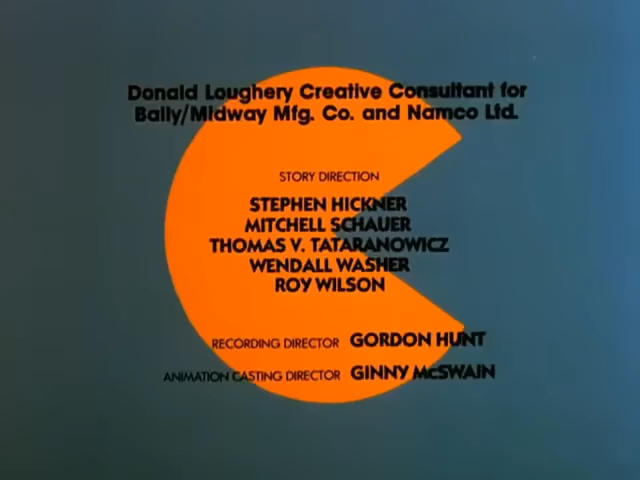 Donald Loughery Creative Consultant for
Bally/Midway Mfg. Co. and Namco Ltd.
STORY DIRECTION
STEPHEN HICKNER
MITCHELL SCHAUER
THOMAS V. TATARANOWICZ
WENDALL WASHER
ROY WILSON
RECORDING DIRECTOR GORDON HUNT
ANIMATION CASTING DIRECTOR GINNY McSWAIN